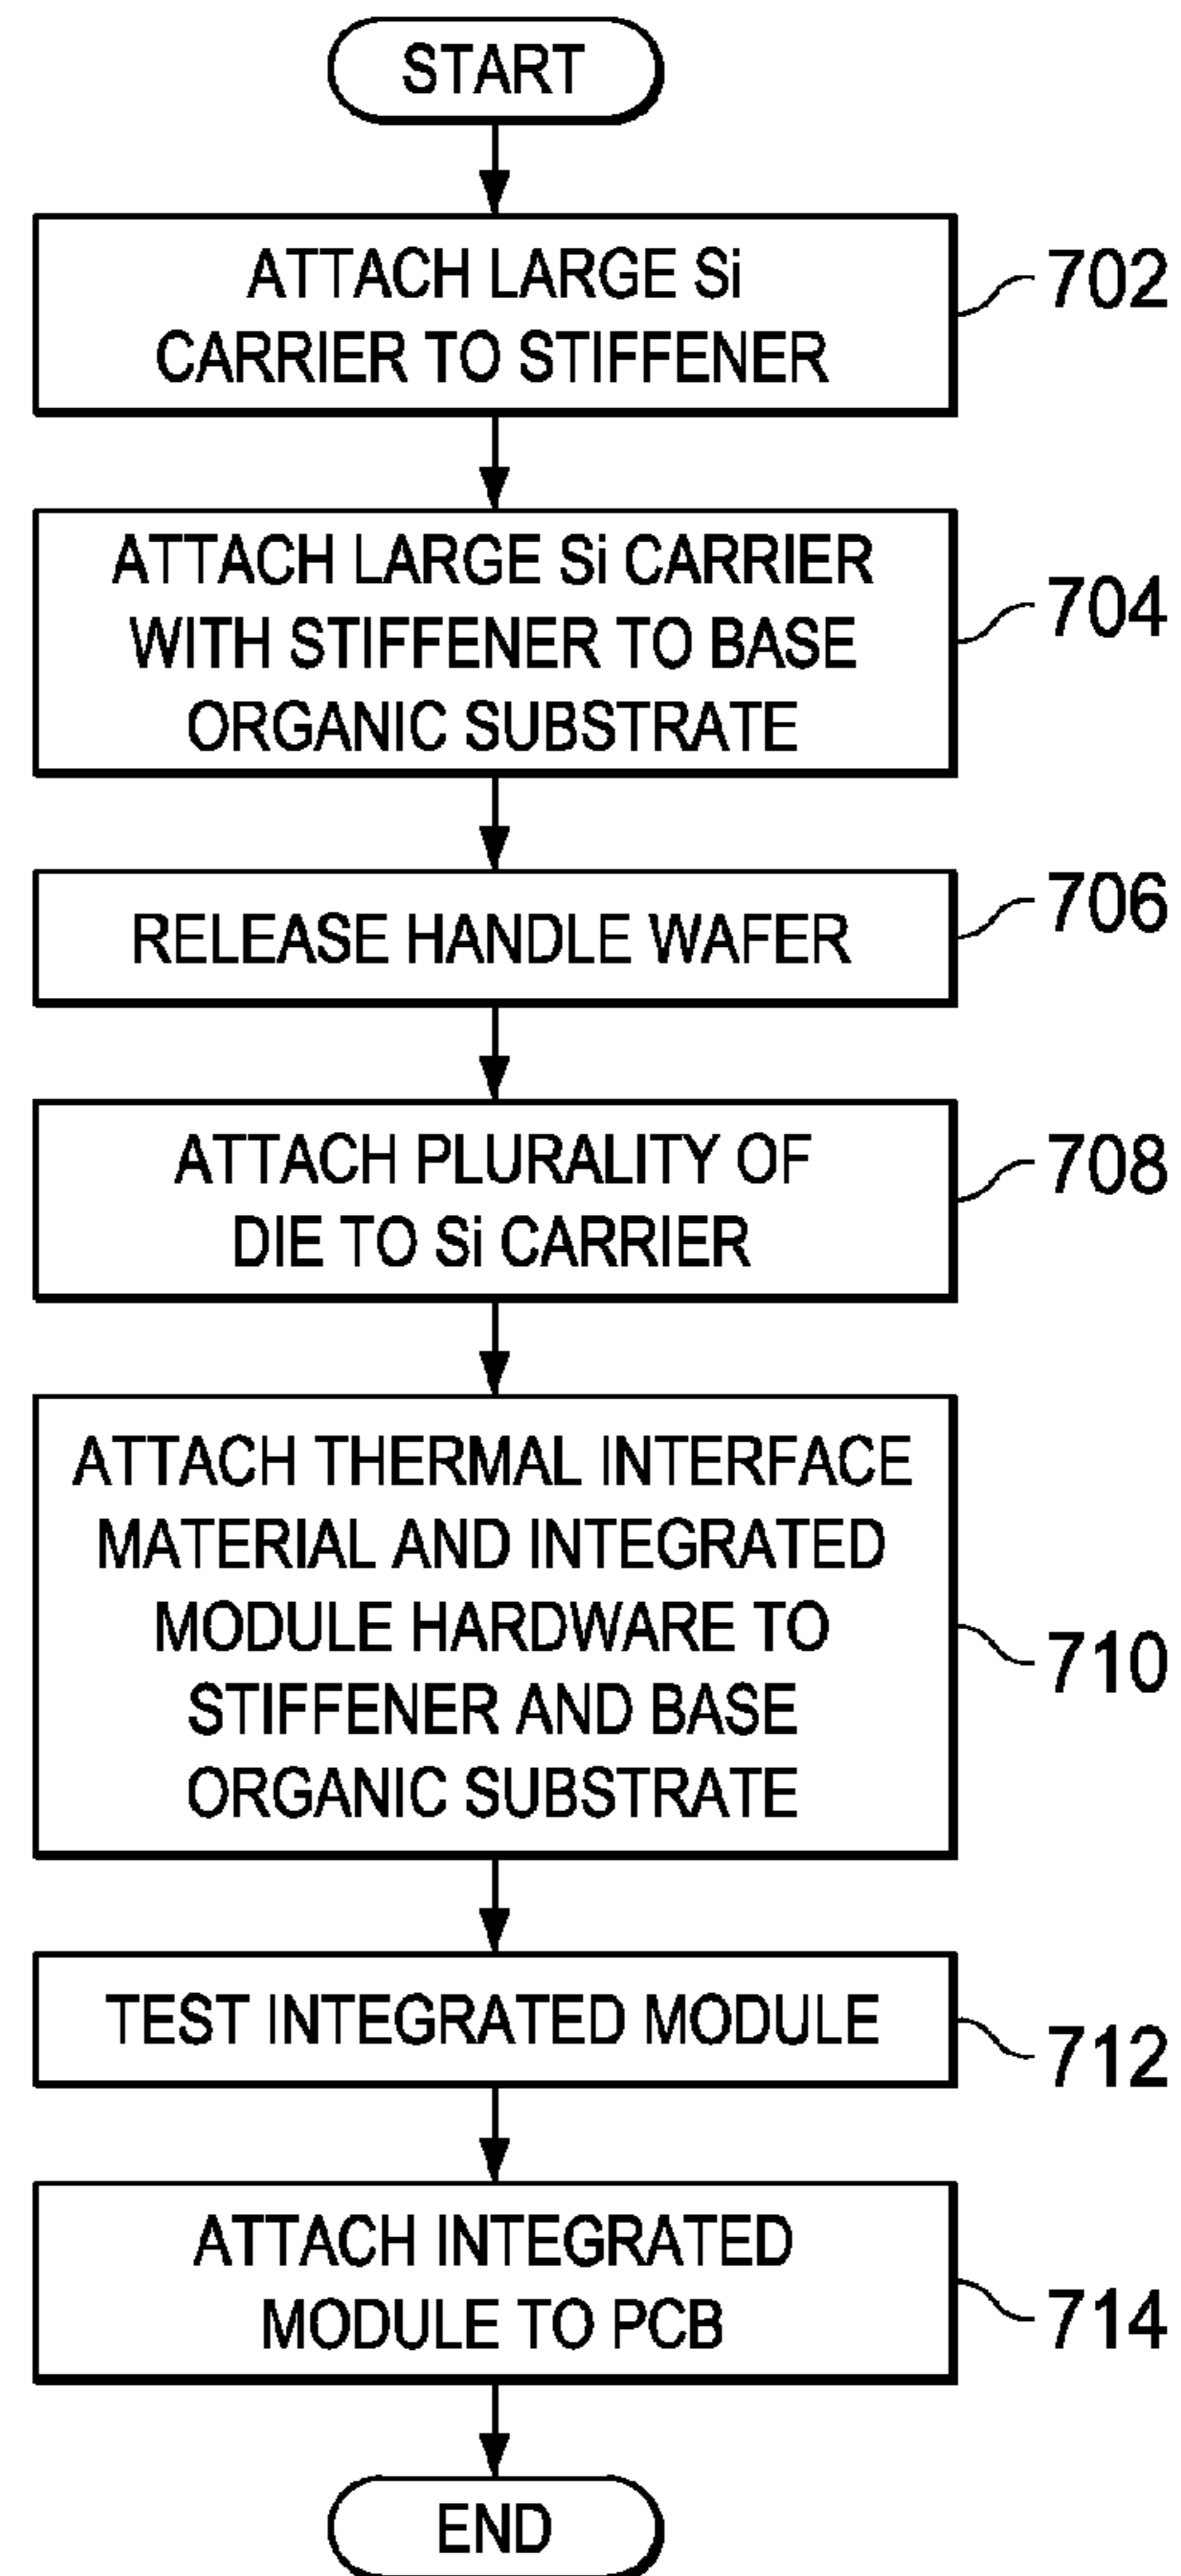 START
ATTACH LARGE Si
CARRIER TO STIFFENER
702
ATTACH LARGE Si CARRIER
WITH STIFFENER TO BASE
ORGANIC SUBSTRATE
704
RELEASE HANDLE WAFER
706
ATTACH PLURALITY OF
DIE TO Si CARRIER
708
ATTACH THERMAL INTERFACE
MATERIAL AND INTEGRATED
MODULE HARDWARE TO
STIFFENER AND BASE
ORGANIC SUBSTRATE
710
TEST INTEGRATED MODULE
712
ATTACH INTEGRATED
MODULE TO PCB
714
END